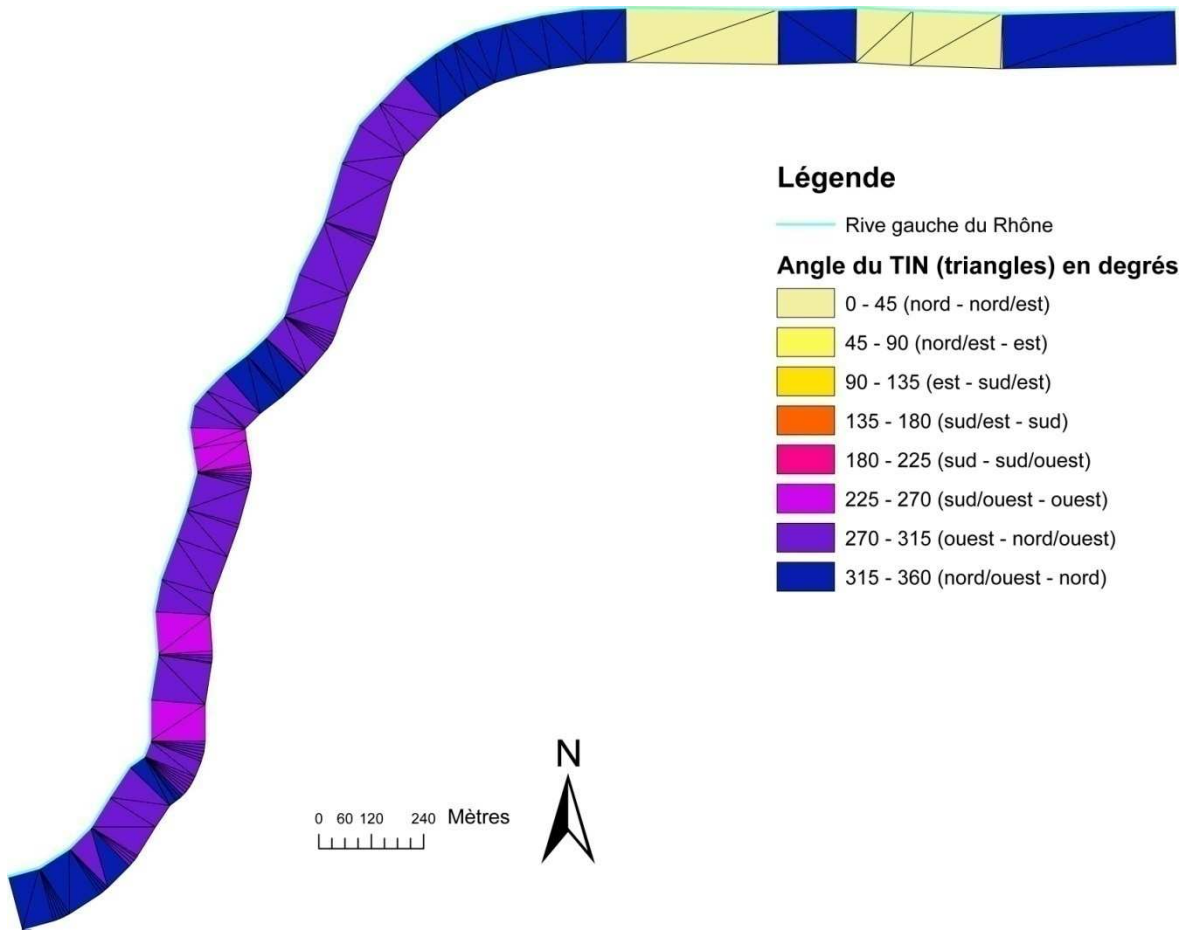 Légende
Rive gauche du Rhône
Angle du TIN (triangles) en degrés
0 - 45 (nord - nord/est)
45 - 90 (nord/est - est)
90 - 135 (est - sud/est)
135 - 180 (sud/est - sud)
180 - 225 (sud - sud/ouest)
225 - 270 (sud/ouest - ouest)
270 - 315 (ouest - nord/ouest)
315 - 360 (nord/ouest - nord)
N
0 60 120 240 Mètres